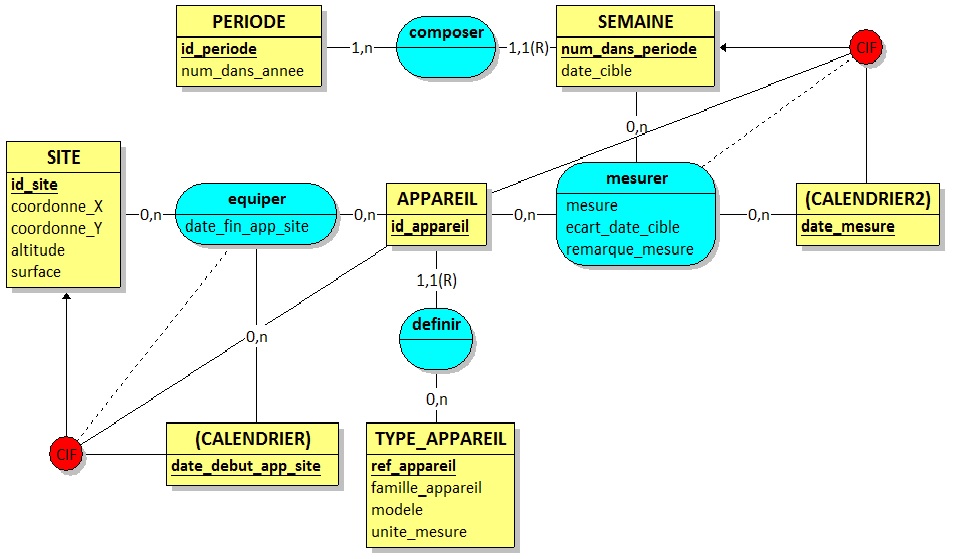 PERIODE
id_periode
num_dans_annee
1,n
composer
1,1(R)
SEMAINE
num_dans_periode
date_cible
CIF
0,n
SITE
id_site
coordonne_X
coordonne_Y
altitude
surface
0,n
equiper
date_fin_app_site
0,n
APPAREIL
id_appareil
0,n
mesurer
mesure
ecart_date_cible
remarque_mesure
0,n
(CALENDRIER2)
date_mesure
1,1(R)
definir
0,n
0,n
CIF
(CALENDRIER)
date_debut_app_site
TYPE_APPAREIL
ref_appareil
famille_appareil
modele
unite_mesure